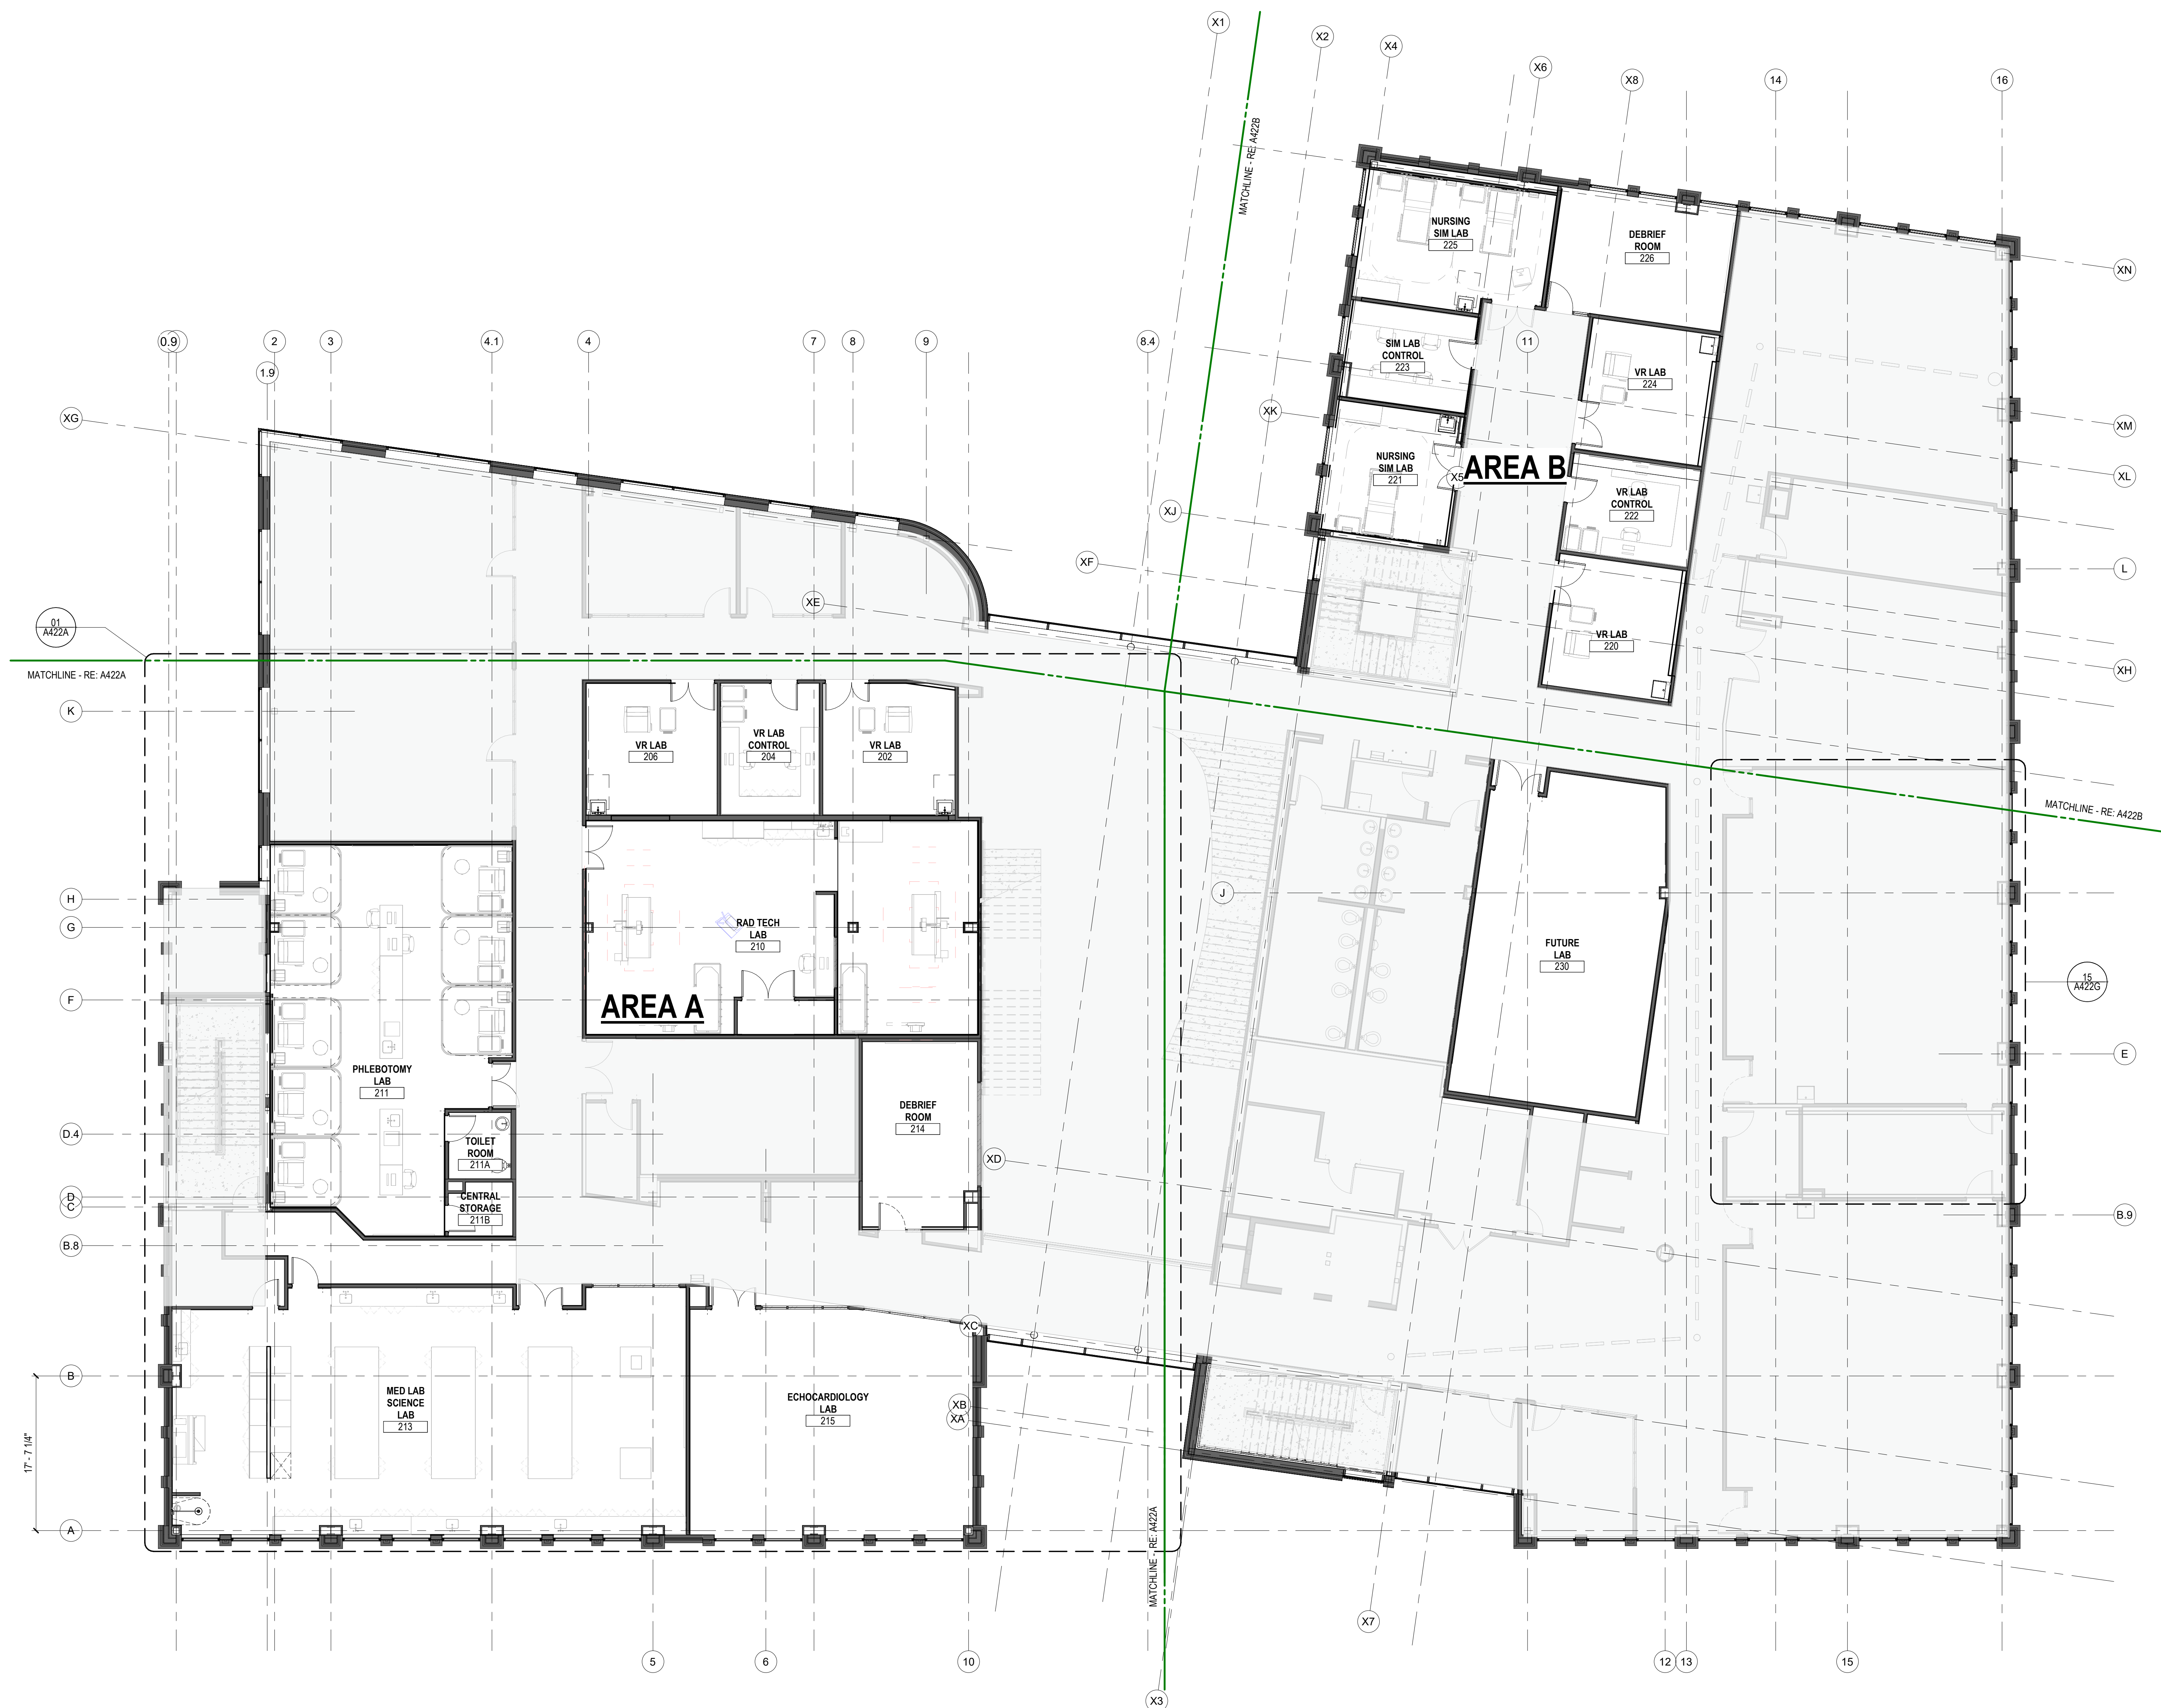 X1
X2
X4
X6
X8
14
16
MATCHLINE - RE: A422B
NURSING
SIM LAB
225
DEBRIEF
ROOM
226
XN
0.9
2
3
4.1
4
7
8
9
8.4
11
1.9
SIM LAB
CONTROL
223
VR LAB
224
XG
XK
XM
NURSING
SIM LAB
221
X5
AREA B
XL
VR LAB
CONTROL
222
XJ
XF
L
XE
01
A422A
VR LAB
220
MATCHLINE - RE: A422A
XH
K
VR LAB
206
VR LAB
CONTROL
204
VR LAB
202
MATCHLINE - RE: A422B
H
J
G
RAD TECH
LAB
210
FUTURE
LAB
230
15
A422G
F
AREA A
E
PHLEBOTOMY
LAB
211
DEBRIEF
ROOM
214
D.4
TOILET
ROOM
211A
XD
D
C
CENTRAL
STORAGE
211B
B.9
B.8
XC
B
MED LAB
SCIENCE
LAB
213
ECHOCARDIOLOGY
LAB
215
XB
XA
17' - 7 1/4"
A
MATCHLINE - RE: A422A
X7
5
6
10
12
13
15
X3